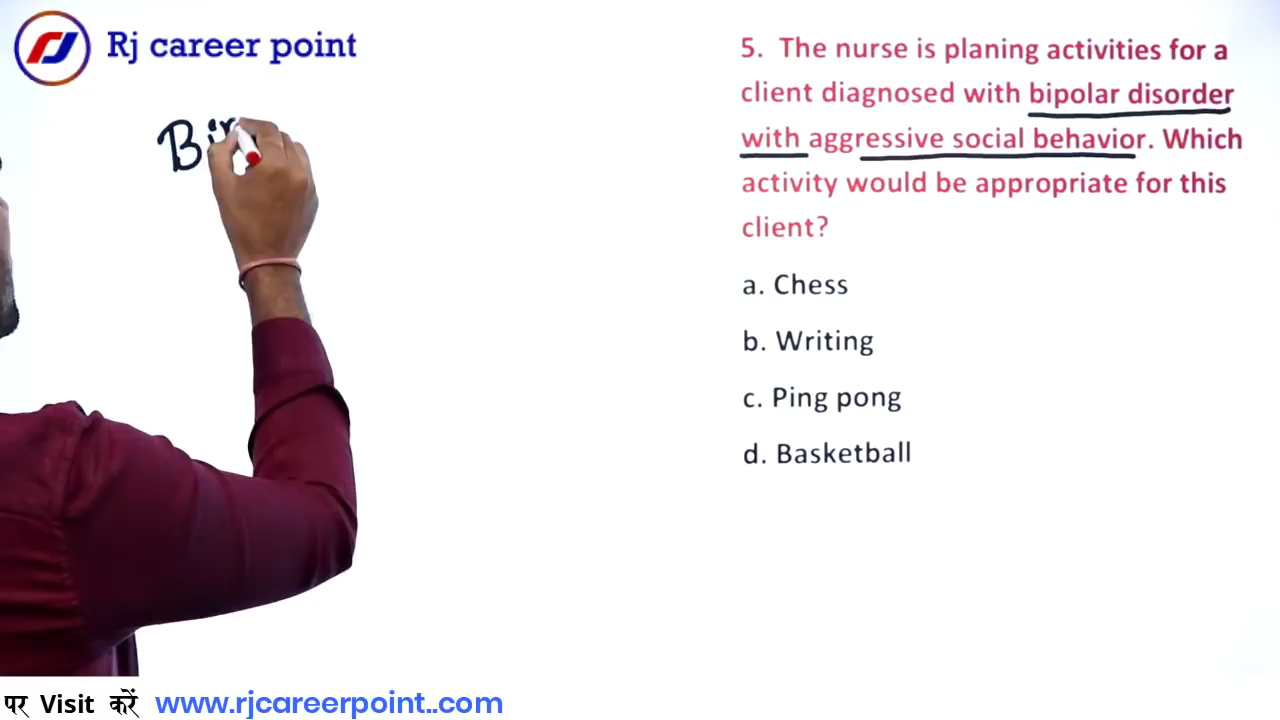 Rj career point
Bip
5. The nurse is planing activities for a
client diagnosed with bipolar disorder
with aggressive social behavior. Which
activity would be appropriate for this
client?
a. Chess
b. Writing
c. Ping pong
d. Basketball
पर Visit करें www.rjcareerpoint..com